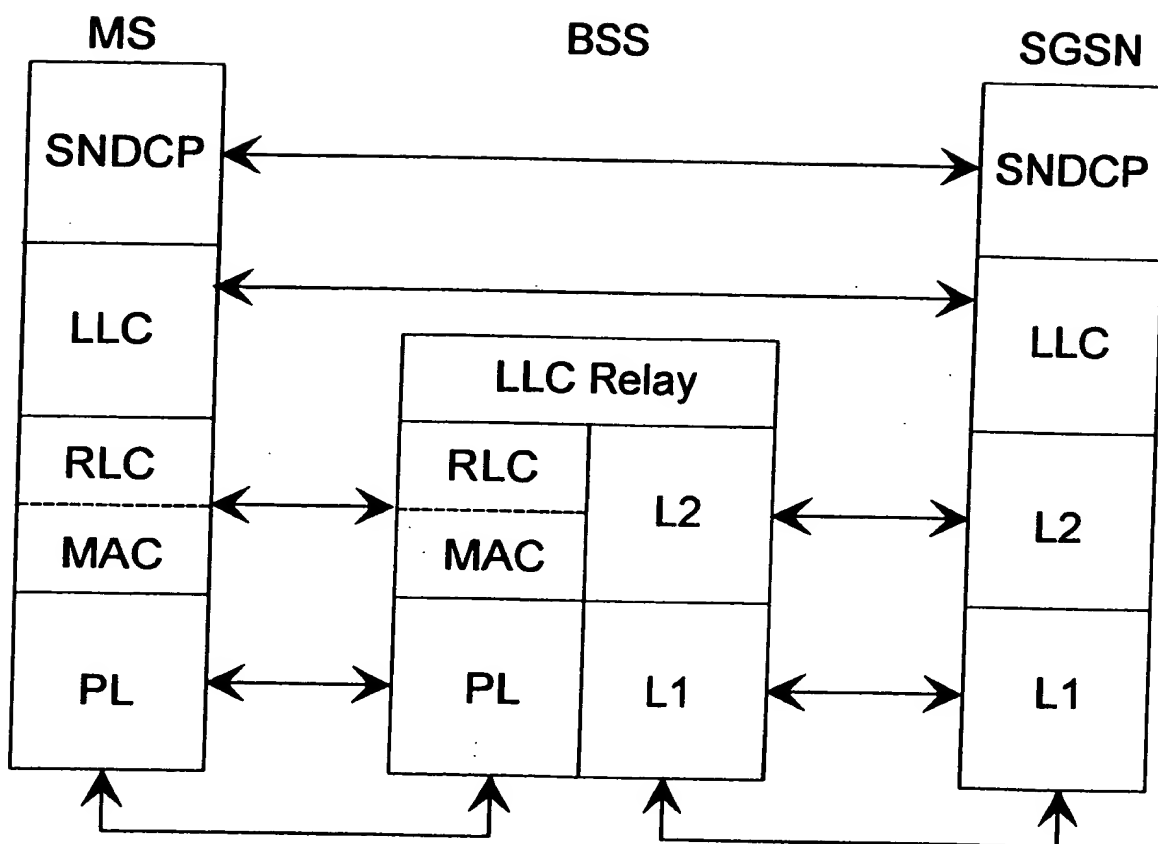 MS
SNDCP
LLC
RLC
MAC
PL
BSS
LLC Relay
RLC
MAC
PL
L2
L1
SGSN
SNDCP
LLC
L2
L1